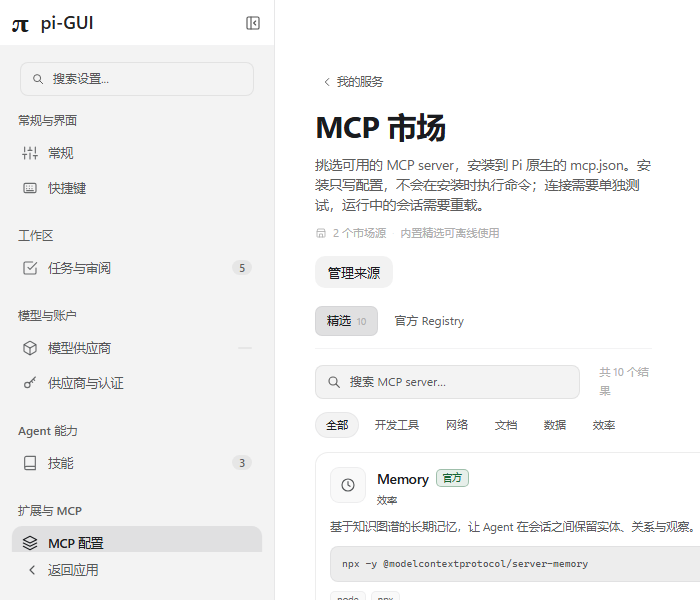 π pi-GUI
搜索设置...
常规与界面
常规
快捷键
工作区
任务与审阅 5
模型与账户
模型供应商
供应商与认证
Agent 能力
技能 3
扩展与 MCP
MCP 配置
返回应用
我的服务
MCP 市场
挑选可用的 MCP server，安装到 Pi 原生的 mcp.json。安
装只写配置，不会在安装时执行命令；连接需要单独测
试，运行中的会话需要重载。
2 个市场源 内置精选可离线使用
管理来源
精选 10 官方 Registry
搜索 MCP server...
共 10 个结
果
全部 开发工具 网络 文档 数据 效率
Memory 官方
效率
基于知识图谱的长期记忆，让 Agent 在会话之间保留实体、关系与观察。
npx -y @modelcontextprotocol/server-memory
node npx